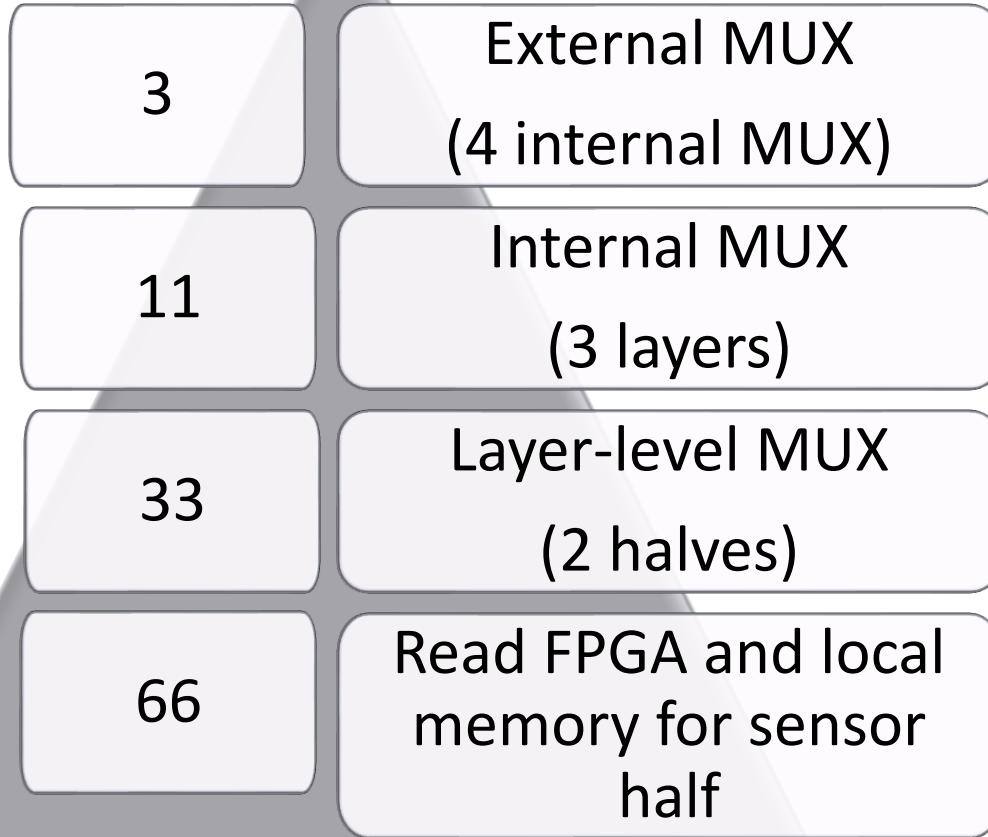 3
External MUX
(4 internal MUX)
11
Internal MUX
(3 layers)
33
Layer-level MUX
(2 halves)
66
Read FPGA and local
memory for sensor
half